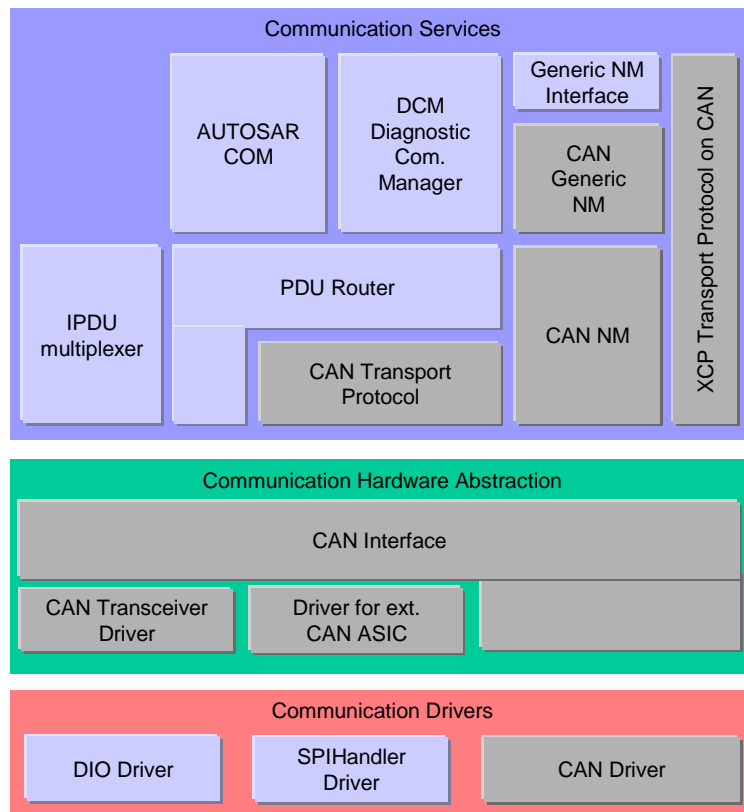 Communication Services
AUTOSAR
COM
DCM
Diagnostic
Com.
Manager
Generic NM
Interface
CAN
Generic
NM
XCP Transport Protocol on CAN
IPDU
multiplexer
PDU Router
CAN Transport
Protocol
CAN NM
Communication Hardware Abstraction
CAN Interface
CAN Transceiver
Driver
Driver for ext.
CAN ASIC
Communication Drivers
DIO Driver
SPIHandler
Driver
CAN Driver